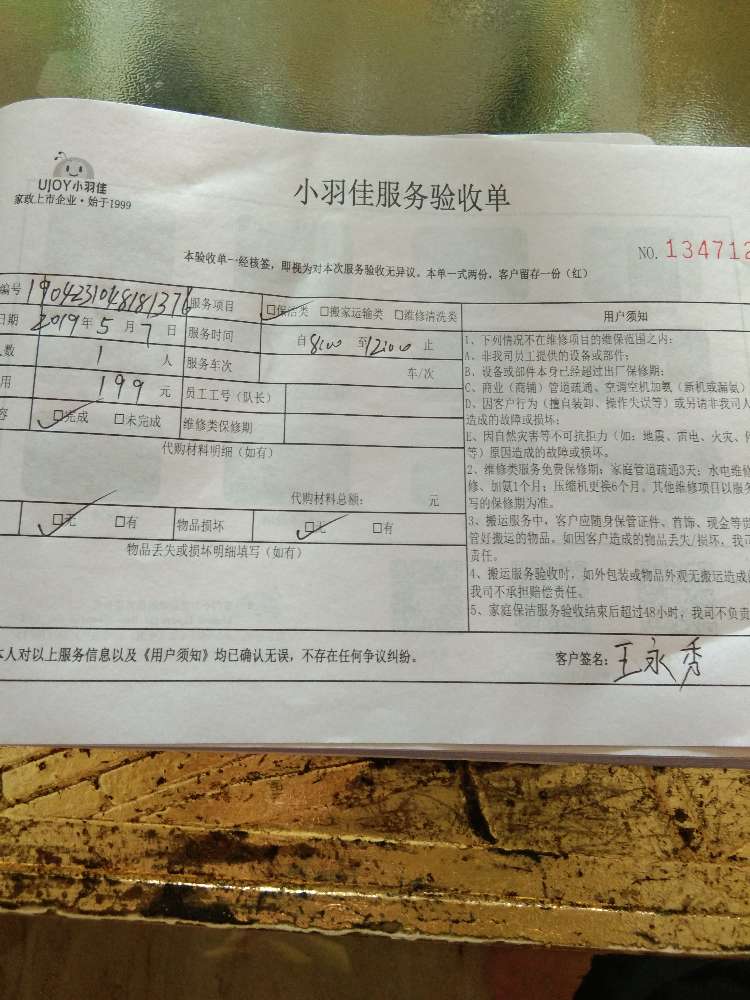 UJOY小羽佳
家政上市企业·始于1999
小羽佳服务验收单
NO. 134712
本验收单一经核签，即视为对本次服务验收无异议。本单一式两份，客户留存一份（红）
编号 1904231048181376 服务项目 □保洁类 □搬家运输类 □维修清洗类 用户须知
日期 2019年5月7日 服务时间 自8:00至12:00止
人数 1 人 服务车次 车/次
用 199 元 员工工号（队长）
容 □完成 □未完成 维修类保修期
代购材料明细（如有）
代购材料总额： 元
□无 □有 物品损坏 □无 □有
物品丢失或损坏明细填写（如有）
1、下列情况不在维修项目的维保范围之内：
A、非我司员工提供的设备或部件；
B、设备或部件本身已经超过出厂保修期；
C、商业（商铺）管道疏通、空调空机加氨（新机或漏氨）
D、因客户行为（擅自装卸、操作失误等）或另请非我司人
造成的故障或损坏；
E、因自然灾害等不可抗拒力（如：地震、雷电、火灾、
等）原因造成的故障或损坏。
2、维修类服务免费保修期：家庭管道疏通3天；水电维修
修、加氨1个月；压缩机更换6个月。其他维修项目以服务
写的保修期为准。
3、搬运服务中，客户应随身保管证件、首饰、现金等贵
管好搬运的物品。如因客户造成的物品丢失/损坏，我司
责任。
4、搬运服务验收时，如外包装或物品外观无搬运造成的
我司不承担赔偿责任。
5、家庭保洁服务验收结束后超过48小时，我司不负责
本人对以上服务信息以及《用户须知》均已确认无误，不存在任何争议纠纷。 客户签名：王永秀